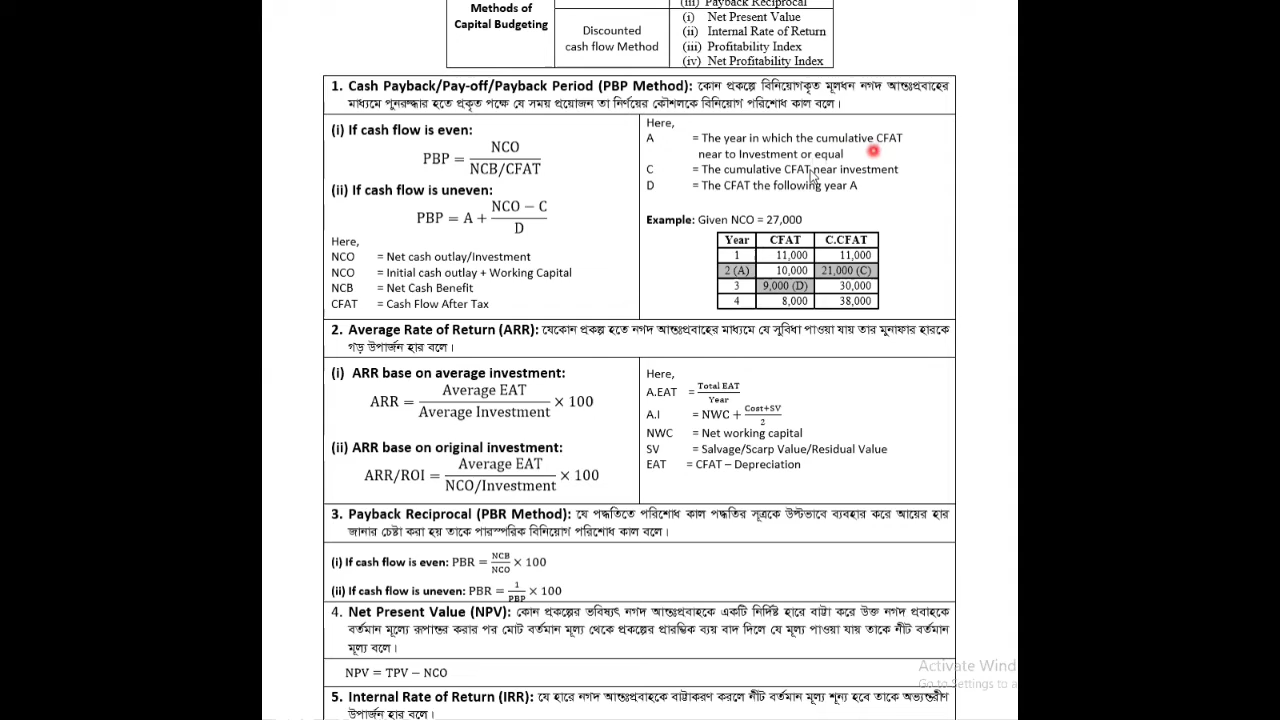 (iii) Payback Reciprocal
Methods of
Capital Budgeting
Discounted
cash flow Method
(i) Net Present Value
(ii) Internal Rate of Return
(iii) Profitability Index
(iv) Net Profitability Index
1. Cash Payback/Pay-off/Payback Period (PBP Method): কোন প্রকল্পে বিনিয়োগকৃত মূলধন নগদ আন্তঃপ্রবাহের
মাধ্যমে পুনরুদ্ধার হতে প্রকৃত পক্ষে যে সময় প্রয়োজন তা নির্ণয়ের কৌশলকে বিনিয়োগ পরিশোধ কাল বলে।
(i) If cash flow is even:
PBP = NCO / NCB/CFAT
(ii) If cash flow is uneven:
PBP = A + NCO − C / D
Here,
NCO = Net cash outlay/Investment
NCO = Initial cash outlay + Working Capital
NCB = Net Cash Benefit
CFAT = Cash Flow After Tax
Here,
A = The year in which the cumulative CFAT
near to Investment or equal
C = The cumulative CFAT near investment
D = The CFAT the following year A
Example: Given NCO = 27,000
Year CFAT C.CFAT
1 11,000 11,000
2 (A) 10,000 21,000 (C)
3 9,000 (D) 30,000
4 8,000 38,000
2. Average Rate of Return (ARR): যেকোন প্রকল্প হতে নগদ আন্তঃপ্রবাহের মাধ্যমে যে সুবিধা পাওয়া যায় তার মুনাফার হারকে
গড় উপার্জন হার বলে।
(i) ARR base on average investment:
ARR = Average EAT / Average Investment × 100
(ii) ARR base on original investment:
ARR/ROI = Average EAT / NCO/Investment × 100
Here,
A.EAT = Total EAT / Year
A.I = NWC + Cost+SV / 2
NWC = Net working capital
SV = Salvage/Scarp Value/Residual Value
EAT = CFAT – Depreciation
3. Payback Reciprocal (PBR Method): যে পদ্ধতিতে পরিশোধ কাল পদ্ধতির সূত্রকে উল্টভাবে ব্যবহার করে আয়ের হার
জানার চেষ্টা করা হয় তাকে পারস্পরিক বিনিয়োগ পরিশোধ কাল বলে।
(i) If cash flow is even: PBR = NCB / NCO × 100
(ii) If cash flow is uneven: PBR = 1 / PBP × 100
4. Net Present Value (NPV): কোন প্রকল্পের ভবিষ্যৎ নগদ আন্তঃপ্রবাহকে একটি নির্দিষ্ট হারে বাট্টা করে উক্ত নগদ প্রবাহকে
বর্তমান মূল্যে রূপান্তর করার পর মোট বর্তমান মূল্য থেকে প্রকল্পের প্রারম্ভিক ব্যয় বাদ দিলে যে মূল্য পাওয়া যায় তাকে নীট বর্তমান
মূল্য বলে।
NPV = TPV − NCO
Activate Wind
Go to Settings to a
5. Internal Rate of Return (IRR): যে হারে নগদ আন্তঃপ্রবাহকে বাট্টাকরণ করলে নীট বর্তমান মূল্য শূন্য হবে তাকে অভ্যন্তরীণ
উপার্জন হার বলে।